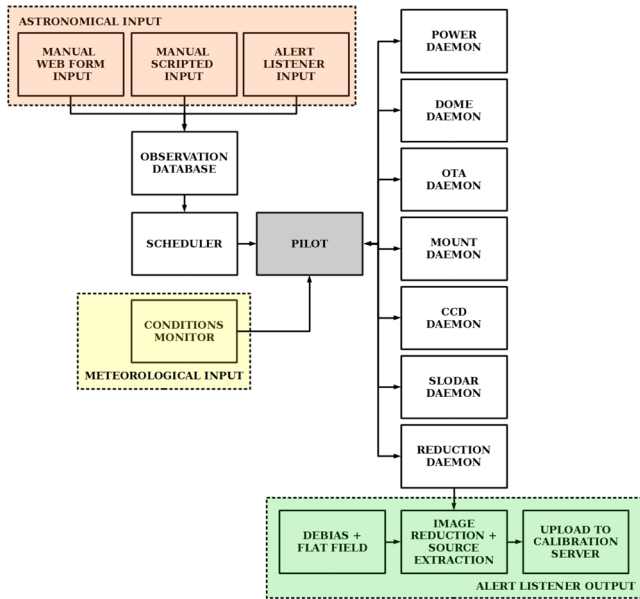 ASTRONOMICAL INPUT
MANUAL
WEB FORM
INPUT
MANUAL
SCRIPTED
INPUT
ALERT
LISTENER
INPUT
OBSERVATION
DATABASE
SCHEDULER
PILOT
CONDITIONS
MONITOR
METEOROLOGICAL INPUT
POWER
DAEMON
DOME
DAEMON
OTA
DAEMON
MOUNT
DAEMON
CCD
DAEMON
SLODAR
DAEMON
REDUCTION
DAEMON
DEBIAS +
FLAT FIELD
IMAGE
REDUCTION +
SOURCE
EXTRACTION
UPLOAD TO
CALIBRATION
SERVER
ALERT LISTENER OUTPUT